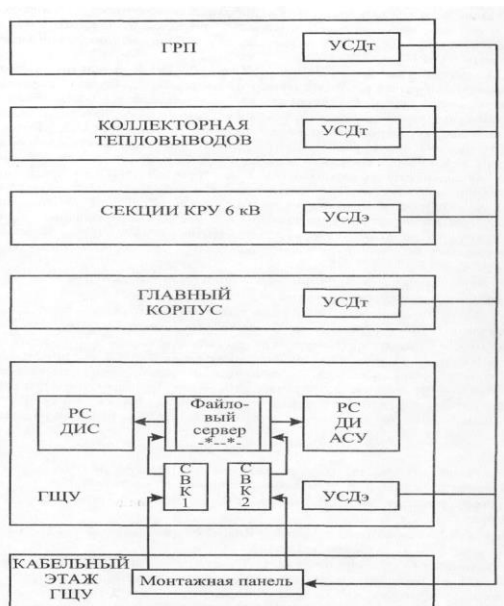 ГРП
УСДт
КОЛЛЕКТОРНАЯ
ТЕПЛОВЫВОДОВ
УСДт
СЕКЦИИ КРУ 6 кВ
УСДэ
ГЛАВНЫЙ
КОРПУС
УСДт
РС
ДИС
Файло-
вый
сервер
-*--*-
РС
ДИ
АСУ
С
В
К
1
С
В
К
2
УСДэ
ГЩУ
КАБЕЛЬНЫЙ
ЭТАЖ
ГЩУ
Монтажная панель